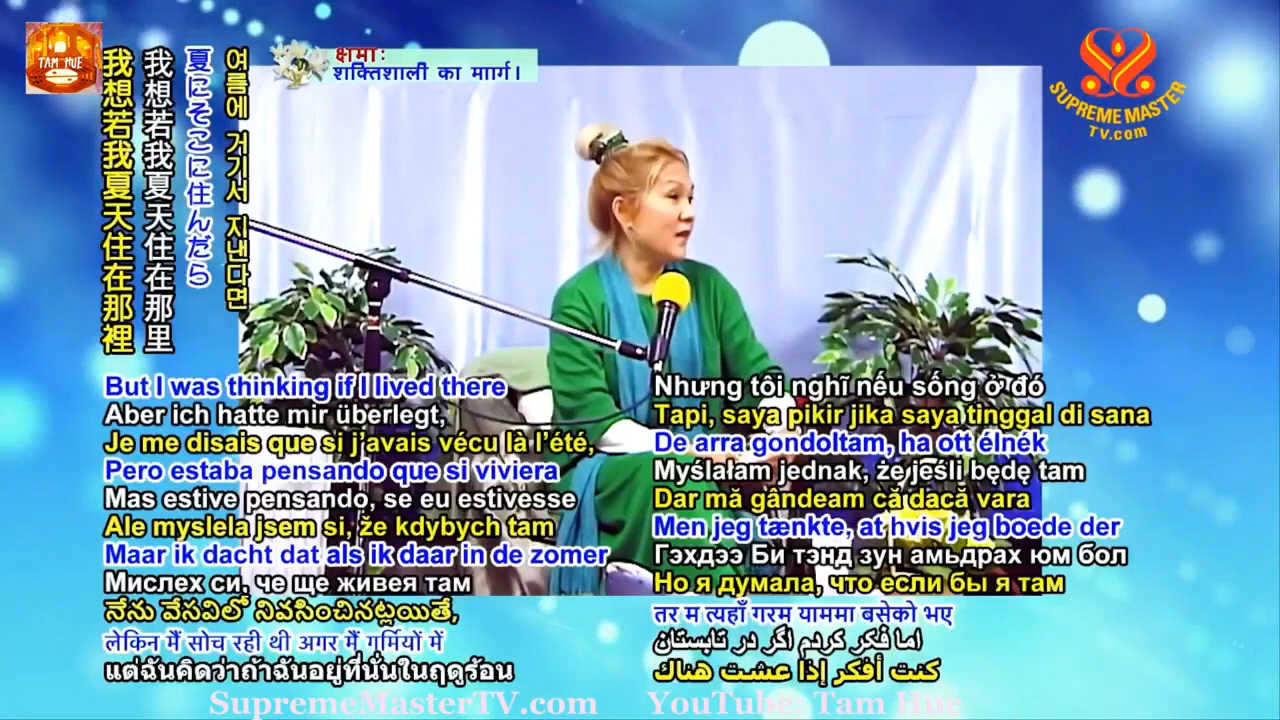 TAM HUE
क्षमाः
शक्तिशाली का माार्ग।
SUPREME MASTER
TV.com
我想若我夏天住在那裡
我想若我夏天住在那里
夏にそこに住んだら
여름에 거기서 지낸다면
But I was thinking if I lived there
Aber ich hatte mir überlegt,
Je me disais que si j'avais vécu là l'été,
Pero estaba pensando que si viviera
Mas estive pensando, se eu estivesse
Ale myslela jsem si, že kdybych tam
Maar ik dacht dat als ik daar in de zomer
Мислех си, че ще живея там
నేను వేసవిలో నివసించినట్లయితే,
लेकिन मैं सोच रही थी अगर मैं गर्मियों में
แต่ฉันคิดว่าถ้าฉันอยู่ที่นั่นในฤดูร้อน
Nhưng tôi nghĩ nếu sống ở đó
Tapi, saya pikir jika saya tinggal di sana
De arra gondoltam, ha ott élnék
Myślałam jednak, że jeśli będę tam
Dar mă gândeam că dacă vara
Men jeg tænkte, at hvis jeg boede der
Гэхдээ Би тэнд зун амьдрах юм бол
Но я думала, что если бы я там
तर म त्यहाँ गरम याममा बसेको भए
اما فکر کردم اگر در تابستان
كنت أفكر إذا عشت هناك
SupremeMasterTV.com YouTube: Tam Hue